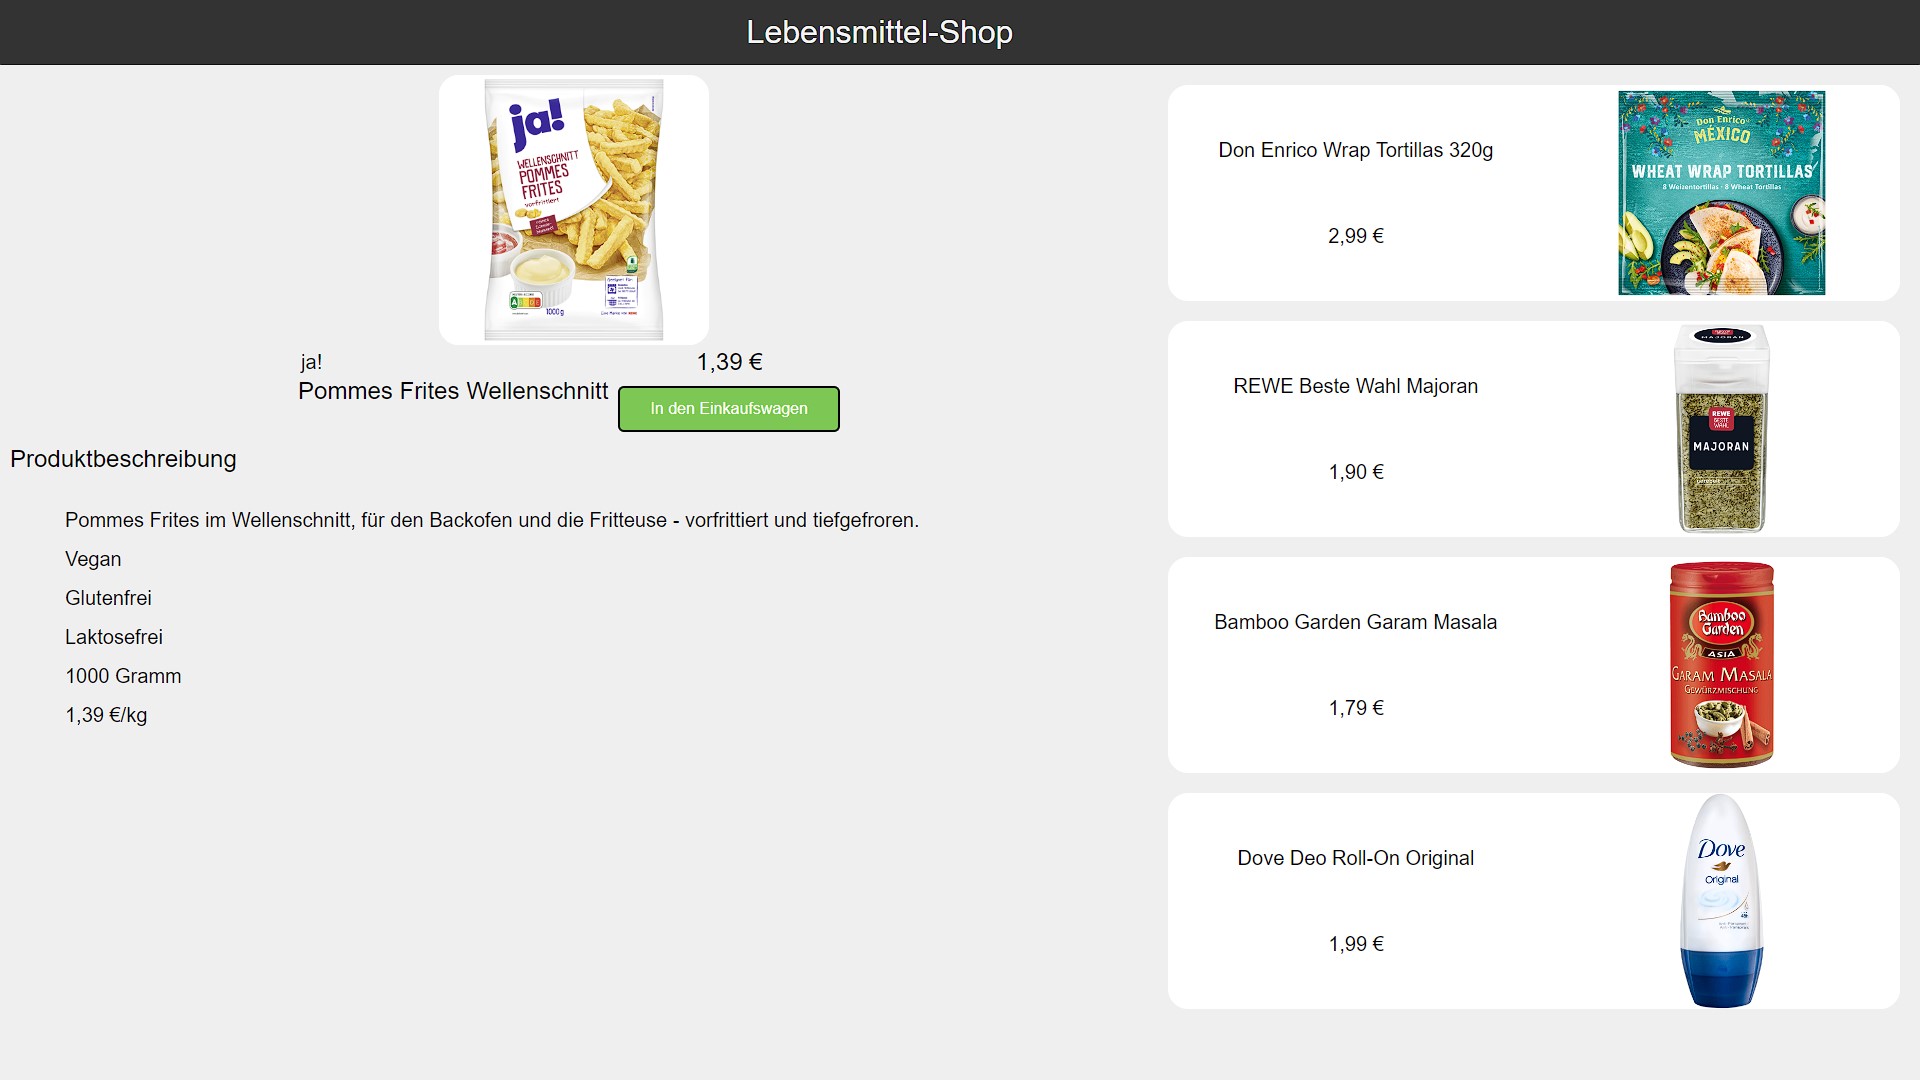 Lebensmittel-Shop
ja!
WELLENSCHNITT
POMMES
FRITES
vorfrittiert
1000g
ja!
1,39 €
Pommes Frites Wellenschnitt
In den Einkaufswagen
Produktbeschreibung
Pommes Frites im Wellenschnitt, für den Backofen und die Fritteuse - vorfrittiert und tiefgefroren.
Vegan
Glutenfrei
Laktosefrei
1000 Gramm
1,39 €/kg
Don Enrico Wrap Tortillas 320g
2,99 €
Don Enrico
MÉXICO
WHEAT WRAP TORTILLAS
8 Weizentortillas · 8 Wheat Tortillas
REWE Beste Wahl Majoran
1,90 €
MAJORAN
REWE
BESTE
WAHL
MAJORAN
Bamboo Garden Garam Masala
1,79 €
Bamboo
Garden
ASIA
GARAM MASALA
GEWÜRZMISCHUNG
Dove Deo Roll-On Original
1,99 €
Dove
Original